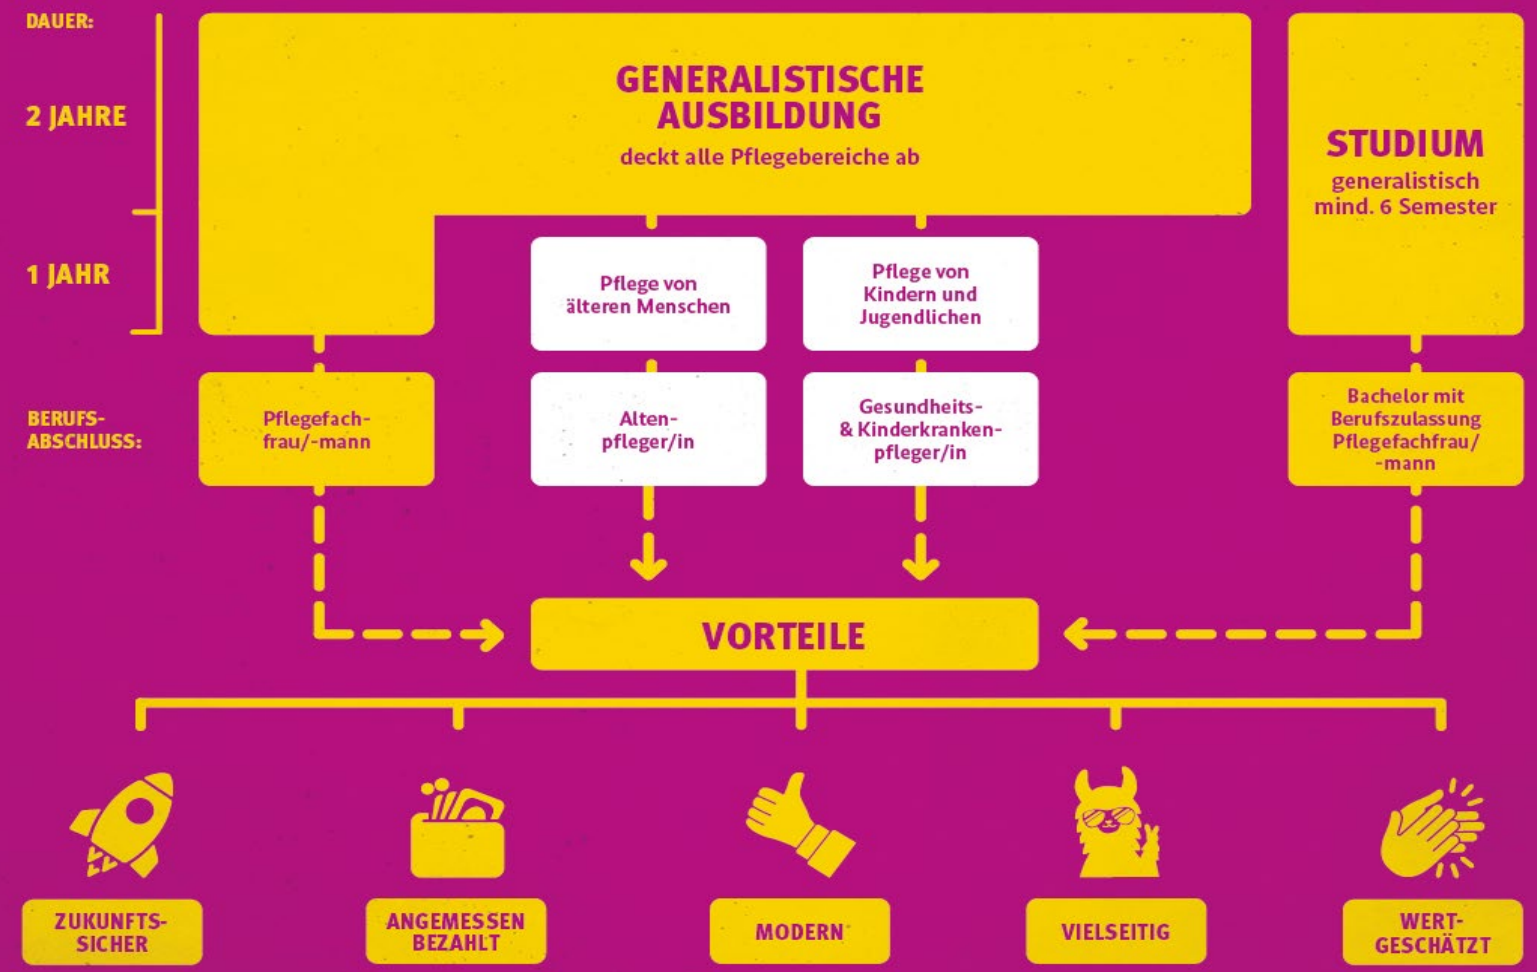 DAUER:
2 JAHRE
1 JAHR
GENERALISTISCHE
AUSBILDUNG
deckt alle Pflegebereiche ab
STUDIUM
generalistisch
mind. 6 Semester
Pflege von
älteren Menschen
Pflege von
Kindern und
Jugendlichen
BERUFS-
ABSCHLUSS:
Pflegefach-
frau/-mann
Alten-
pfleger/in
Gesundheits-
& Kinderkranken-
pfleger/in
Bachelor mit
Berufszulassung
Pflegefachfrau/
-mann
VORTEILE
ZUKUNFTS-
SICHER
ANGEMESSEN
BEZAHLT
MODERN
VIELSEITIG
WERT-
GESCHÄTZT